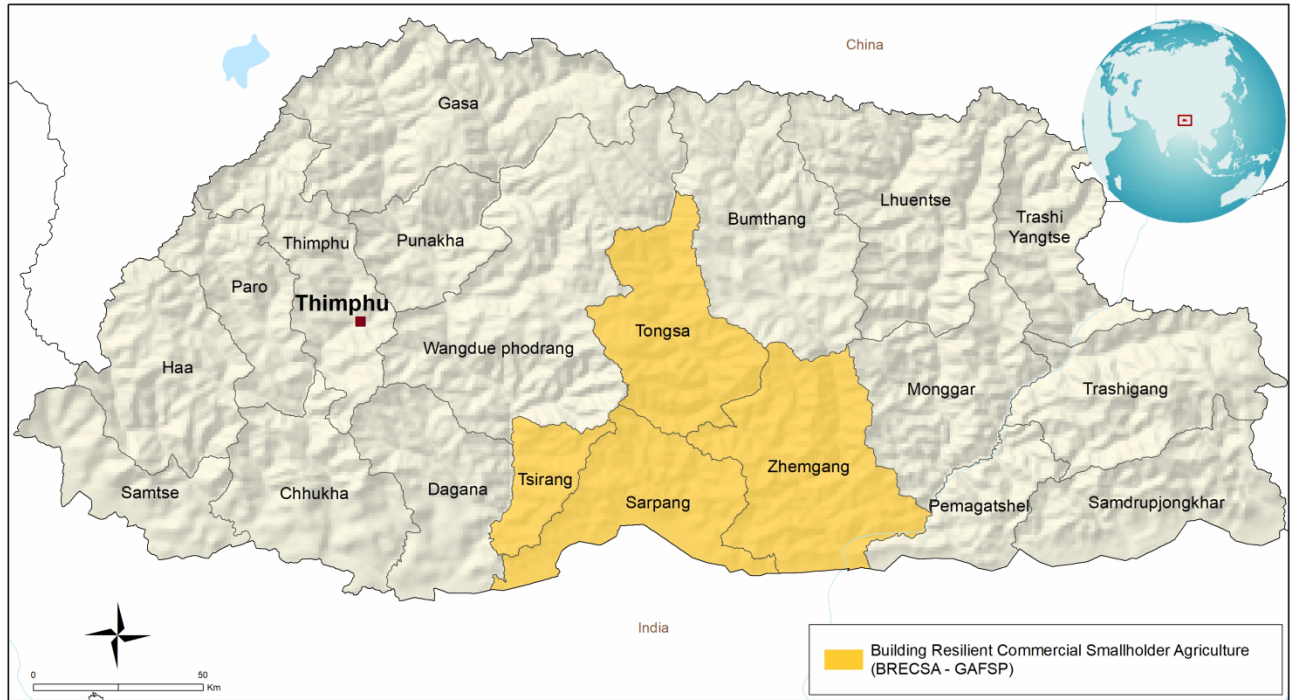 China
Gasa
Lhuentse
Bumthang
Trashi
Yangtse
Thimphu
Punakha
Paro
Thimphu
Tongsa
Wangdue phodrang
Haa
Monggar
Trashigang
Zhemgang
Tsirang
Samtse
Chhukha
Dagana
Sarpang
Pemagatshel
Samdrupjongkhar
India
Building Resilient Commercial Smallholder Agriculture
(BRECSA - GAFSP)
0 50
Km